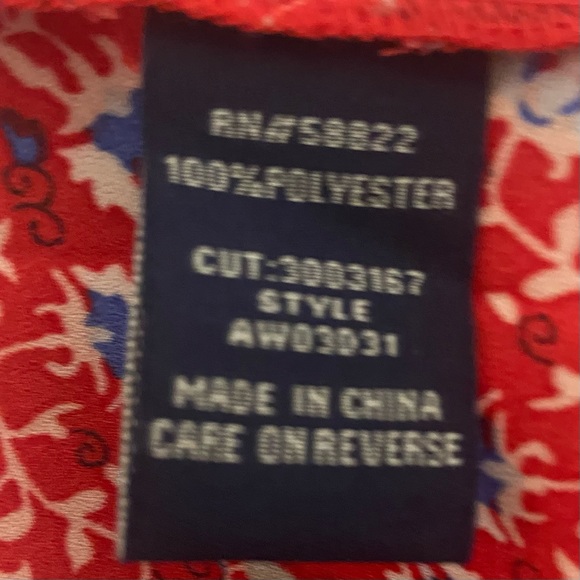 RN#58822
100%POLYESTER
CUT:3003167
STYLE
AW03031
MADE IN CHINA
CARE ON REVERSE